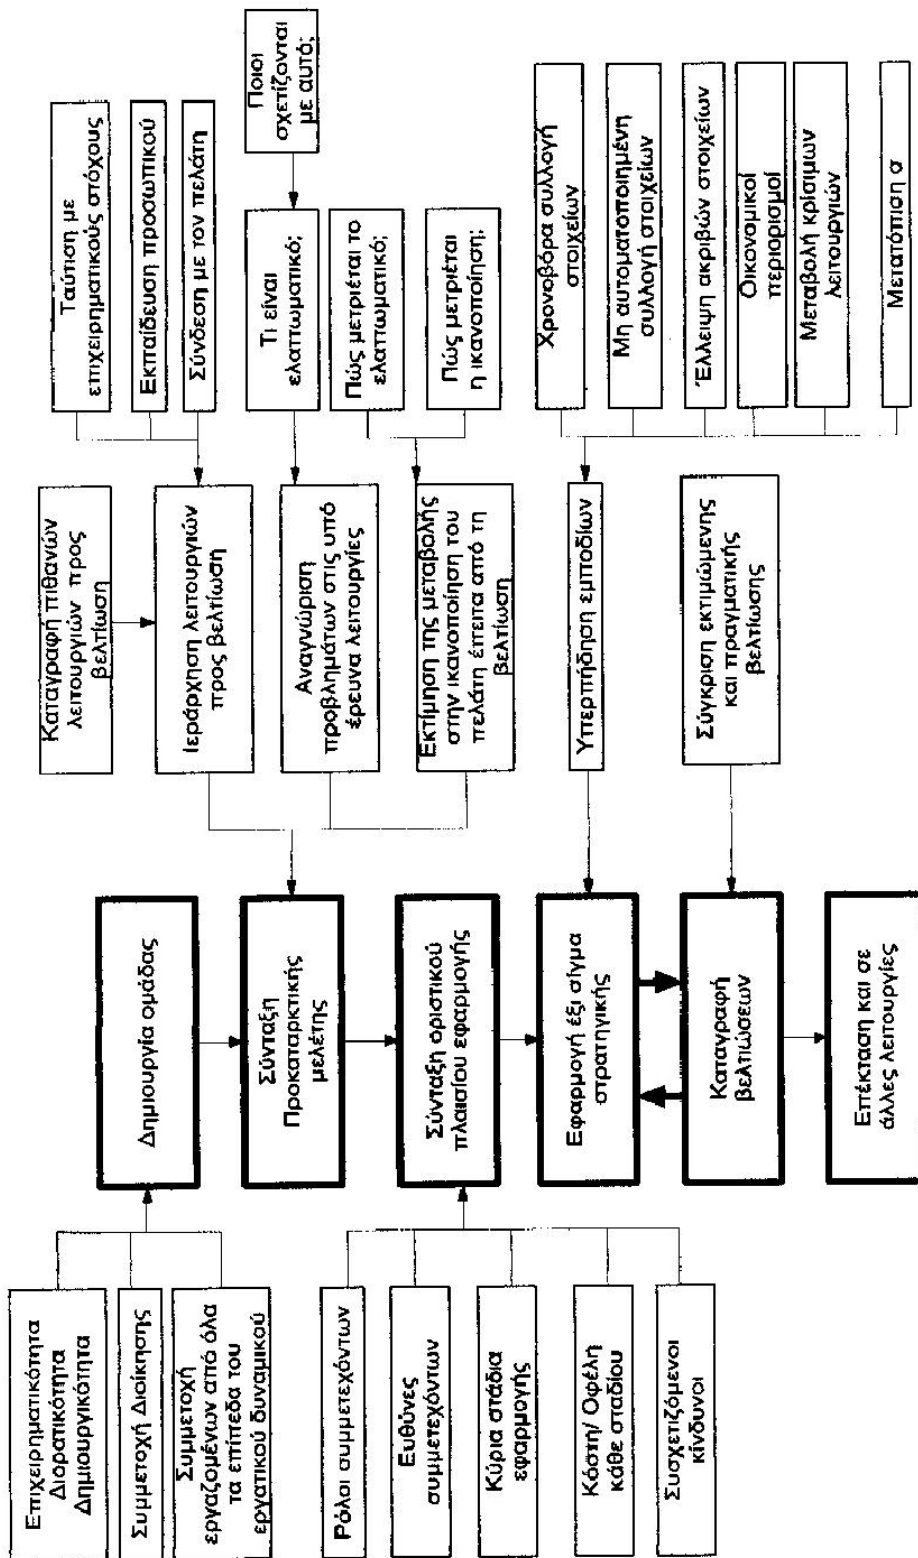 Επιχειρηματικότητα
Διορατικότητα
Δημιουργικότητα
Συμμετοχή Διοίκησης
Συμμετοχή
εργαζομένων από όλα
τα επίπεδα του
εργατικού δυναμικού
Ρόλοι συμμετεχόντων
Ευθύνες
συμμετεχόντων
Κύρια στάδια
εφαρμογής
Κόστη/ Οφέλη
κάθε σταδίου
Συσχετιζόμενοι
κίνδυνοι
Δημιουργία ομάδας
Σύνταξη
Προκαταρκτικής
μελέτης
Σύνταξη οριστικού
πλαισίου εφαρμογής
Εφαρμογή έξι σίγμα
στρατηγικής
Καταγραφή
βελτιώσεων
Επέκταση και σε
άλλες λειτουργίες
Καταγραφή πιθανών
λειτουργιών προς
βελτίωση
Ιεράρχηση λειτουργιών
προς βελτίωση
Αναγνώριση
προβλημάτων στις υπό
έρευνα λειτουργίες
Εκτίμηση της μεταβολής
στην ικανοποίηση του
πελάτη έπειτα από τη
βελτίωση
Υπερπήδηση εμποδίων
Σύγκριση εκτιμώμενης
και πραγματικής
βελτίωσης
Ταύτιση με
επιχειρηματικούς στόχους
Εκπαίδευση προσωπικού
Σύνδεση με τον πελάτη
Τι είναι
ελαττωματικό;
Πώς μετριέται το
ελαττωματικό;
Πώς μετριέται
η ικανοποίηση;
Ποιοι
σχετίζονται
με αυτό;
Χρονοβόρα συλλογή
στοιχείων
Μη αυτοματοποιημένη
συλλογή στοιχείων
Έλλειψη ακριβών στοιχείων
Οικονομικοί
περιορισμοί
Μεταβολή κρίσιμων
λειτουργιών
Μετατόπιση σ